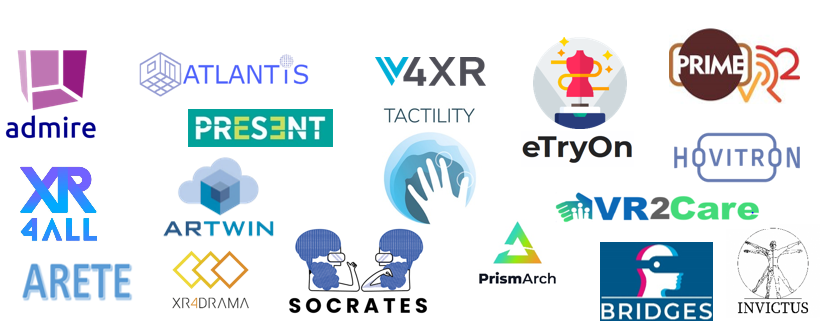 admire
ATLANTIS
V4XR
PRIME
VR2
PRESENT
TACTILITY
eTryOn
HOVITRON
XR
4ALL
ARTWIN
VR2Care
ARETE
XR4DRAMA
SOCRATES
PrismArch
BRIDGES
INVICTUS